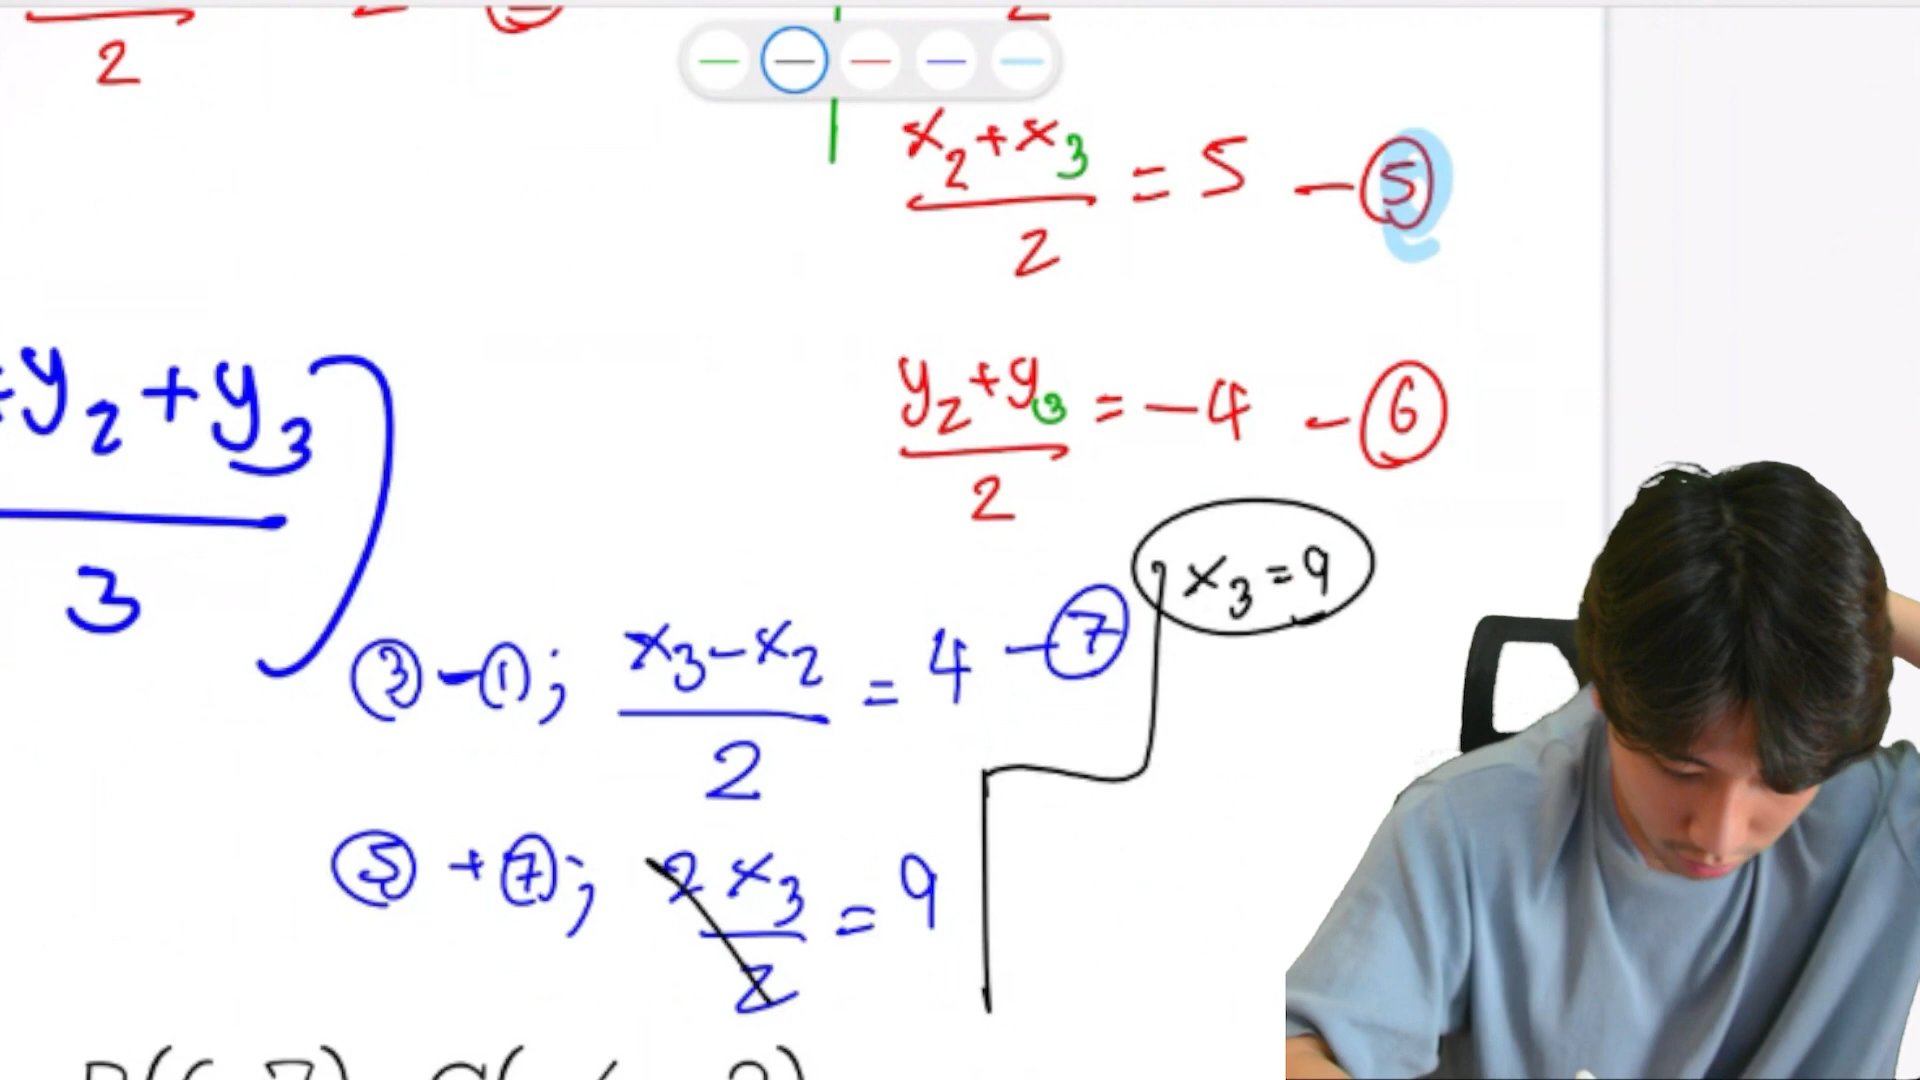 2
x₂+x₃
2
= 5 – ⑤
y₂+y₃
2
= –4 – ⑥
y₂ + y₃)
3
x₃ = 9
③ – ①; x₃–x₂
2
= 4 – ⑦
⑤ + ⑦; 2x₃
2
= 9